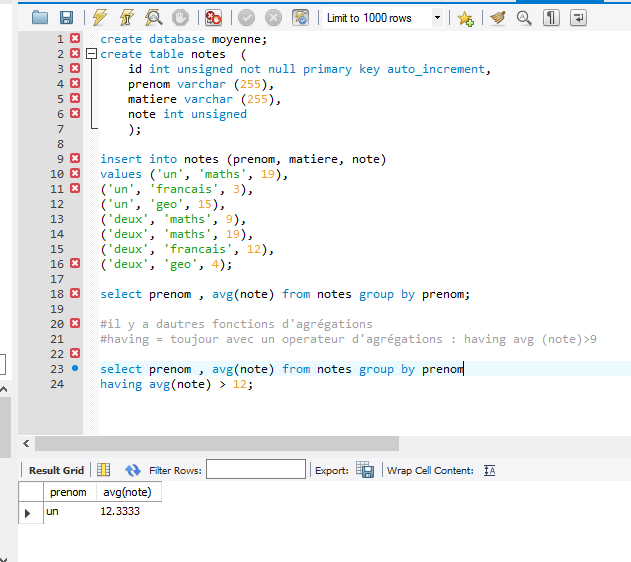 Limit to 1000 rows
1 create database moyenne;
2 create table notes (
3 id int unsigned not null primary key auto_increment,
4 prenom varchar (255),
5 matiere varchar (255),
6 note int unsigned
7 );
8
9 insert into notes (prenom, matiere, note)
10 values ('un', 'maths', 19),
11 ('un', 'francais', 3),
12 ('un', 'geo', 15),
13 ('deux', 'maths', 9),
14 ('deux', 'maths', 19),
15 ('deux', 'francais', 12),
16 ('deux', 'geo', 4);
17
18 select prenom , avg(note) from notes group by prenom;
19
20 #il y a dautres fonctions d'agrégations
21 #having = toujour avec un operateur d'agrégations : having avg (note)>9
22
23 select prenom , avg(note) from notes group by prenom
24 having avg(note) > 12;
Result Grid Filter Rows: Export: Wrap Cell Content: IA
prenom avg(note)
un 12.3333